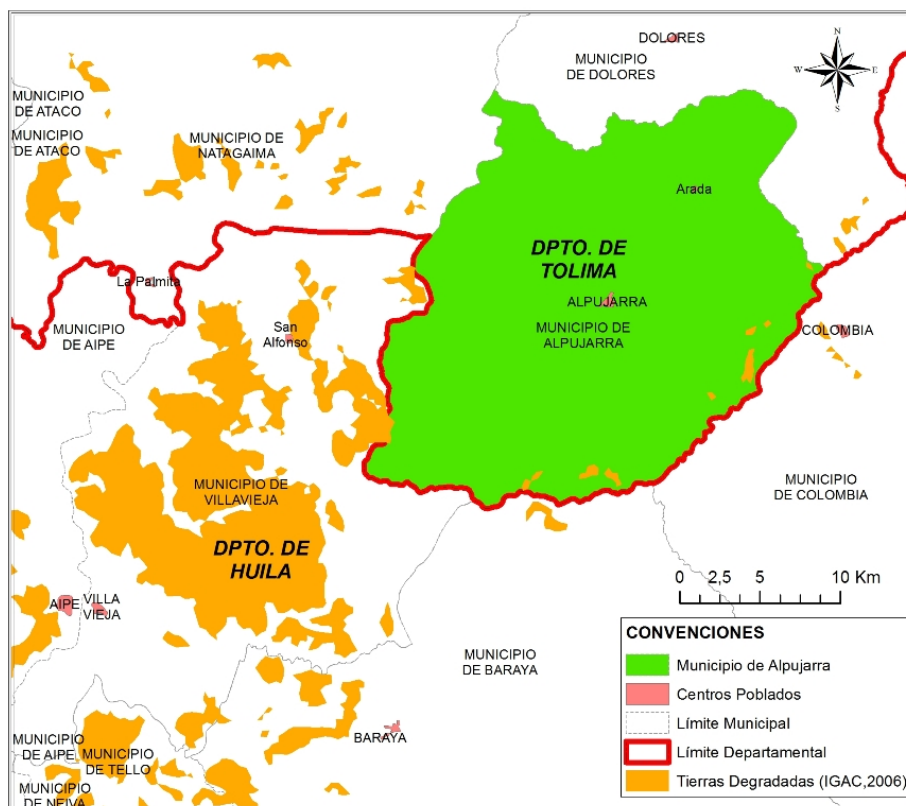 N
W E
S
DOLORES
MUNICIPIO
DE DOLORES
MUNICIPIO
DE ATACO
MUNICIPIO
DE ATACO
MUNICIPIO DE
NATAGAIMA
Arada
DPTO. DE
TOLIMA
La Palmita
ALPUJARRA
MUNICIPIO
DE AIPE
San
Alfonso
MUNICIPIO DE
ALPUJARRA
COLOMBIA
MUNICIPIO DE
VILLAVIEJA
MUNICIPIO
DE COLOMBIA
DPTO. DE
HUILA
0 2,5 5 10 Km
AIPE
VILLA
VIEJA
MUNICIPIO
DE BARAYA
BARAYA
MUNICIPIO
DE AIPE
MUNICIPIO
DE TELLO
MUNICIPIO
DE NEIVA
CONVENCIONES
Municipio de Alpujarra
Centros Poblados
Límite Municipal
Límite Departamental
Tierras Degradadas (IGAC,2006)